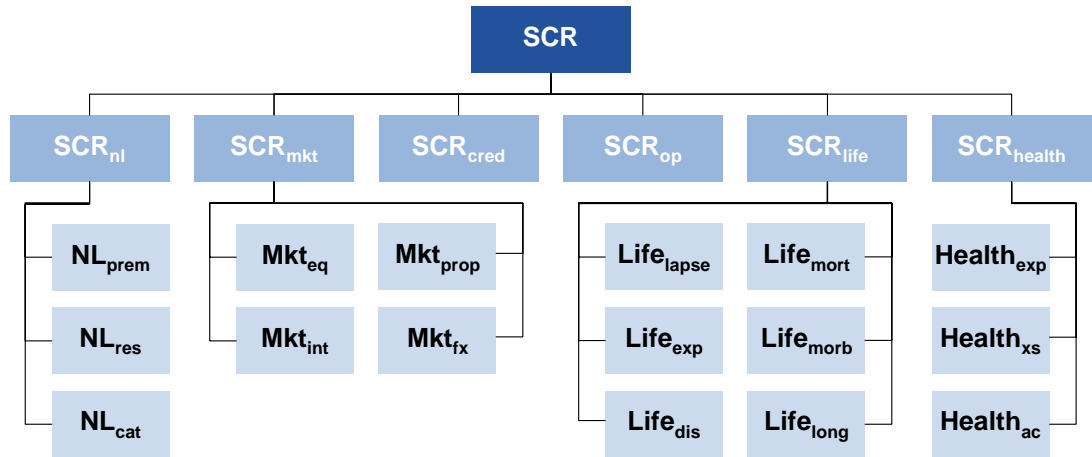 SCR
SCRnl SCRmkt SCRcred SCRop SCRlife SCRhealth
NLprem Mkteq Mktprop Lifelapse Lifemort Healthexp
NLres Mktint Mktfx Lifeexp Lifemorb Healthxs
NLcat Lifedis Lifelong Healthac